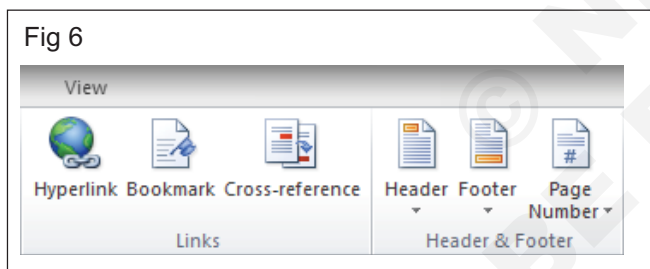 Fig 6
View
Hyperlink Bookmark Cross-reference Header Footer Page
Number
Links Header & Footer